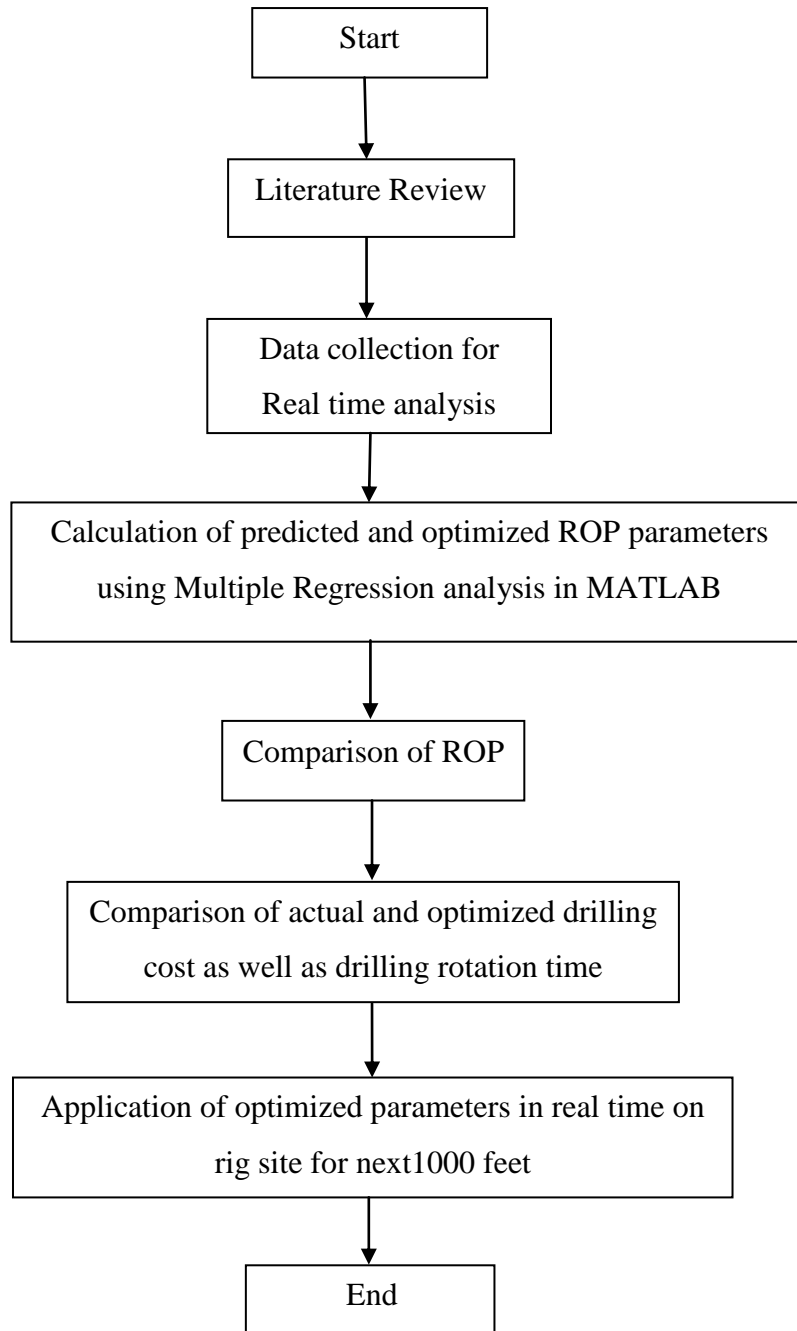 Start
Literature Review
Data collection for
Real time analysis
Calculation of predicted and optimized ROP parameters
using Multiple Regression analysis in MATLAB
Comparison of ROP
Comparison of actual and optimized drilling
cost as well as drilling rotation time
Application of optimized parameters in real time on
rig site for next1000 feet
End